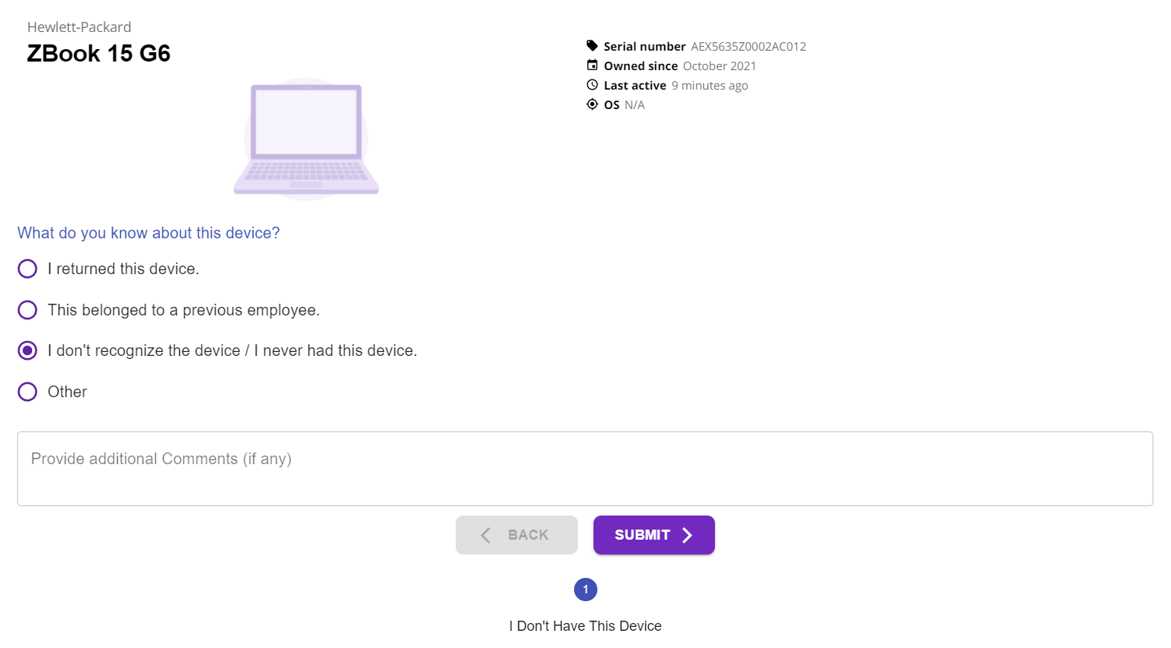 Hewlett-Packard
ZBook 15 G6
Serial number AEX5635Z0002AC012
Owned since October 2021
Last active 9 minutes ago
OS N/A
What do you know about this device?
I returned this device.
This belonged to a previous employee.
I don't recognize the device / I never had this device.
Other
Provide additional Comments (if any)
BACK
SUBMIT
1
I Don't Have This Device